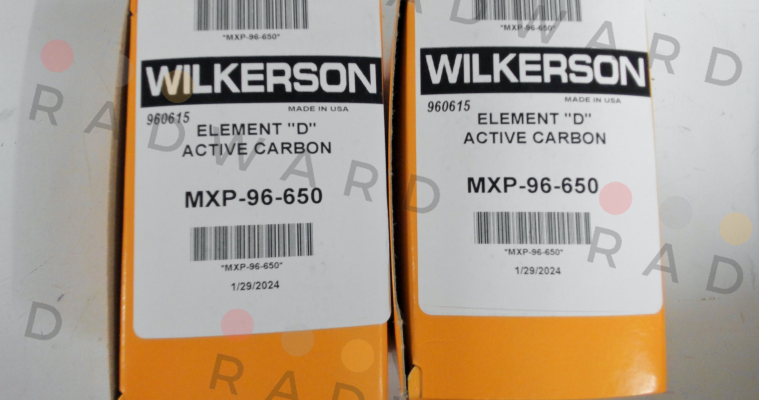 "MXP-96-650"
WILKERSON
MADE IN USA
960615
ELEMENT "D"
ACTIVE CARBON
MXP-96-650
"MXP-96-650"
1/29/2024
"MXP-96-650"
WILKERSON
MADE IN USA
960615
ELEMENT "D"
ACTIVE CARBON
MXP-96-650
"MXP-96-650"
1/29/2024
RADWARD
RADWARD
RAD
D
RAD